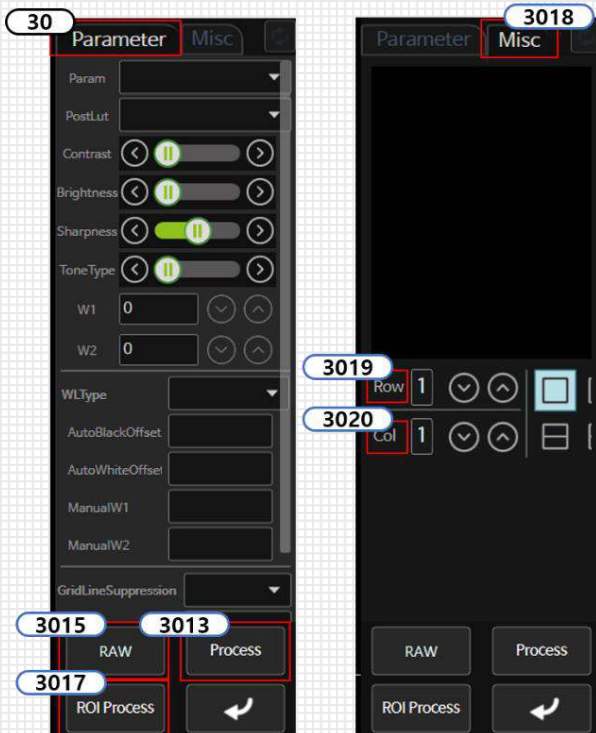 30
Parameter Misc
Param
PostLut
Contrast
Brightness
Sharpness
ToneType
W1 0
W2 0
WLType
AutoBlackOffset
AutoWhiteOffset
ManualW1
ManualW2
GridLineSuppression
3015 3013
RAW Process
3017
ROI Process
3018
Parameter Misc
3019
Row 1
3020
Col 1
RAW Process
ROI Process